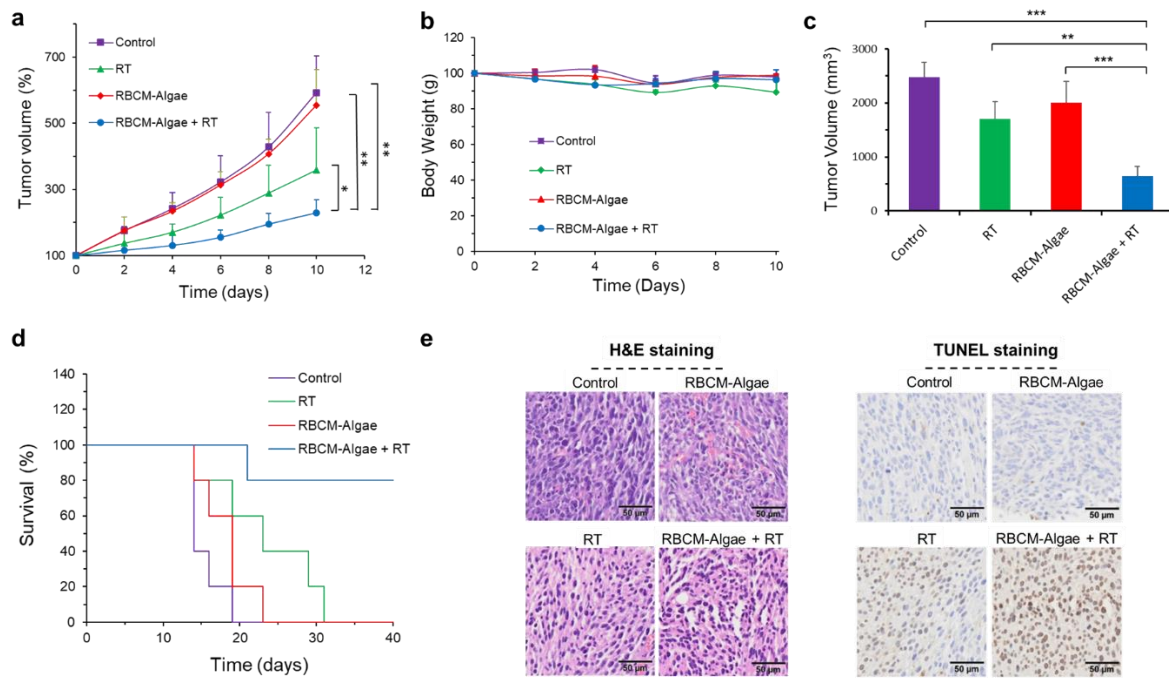 a
Tumor volume (%)
700
500
300
100
0 2 4 6 8 10 12
Time (days)
Control
RT
RBCM-Algae
RBCM-Algae + RT
*
**
**
b
Body Weight (g)
120
100
80
60
40
20
0
0 2 4 6 8 10
Time (Days)
Control
RT
RBCM-Algae
RBCM-Algae + RT
c
***
**
***
Tumor Volume (mm3)
3000
2000
1000
0
Control
RT
RBCM-Algae
RBCM-Algae + RT
d
Survival (%)
140
120
100
80
60
40
20
0
0 10 20 30 40
Time (days)
Control
RT
RBCM-Algae
RBCM-Algae + RT
e
H&E staining
Control RBCM-Algae
50 µm 50 µm
RT RBCM-Algae + RT
50 µm 50 µm
TUNEL staining
Control RBCM-Algae
50 µm 50 µm
RT RBCM-Algae + RT
50 µm 50 µm